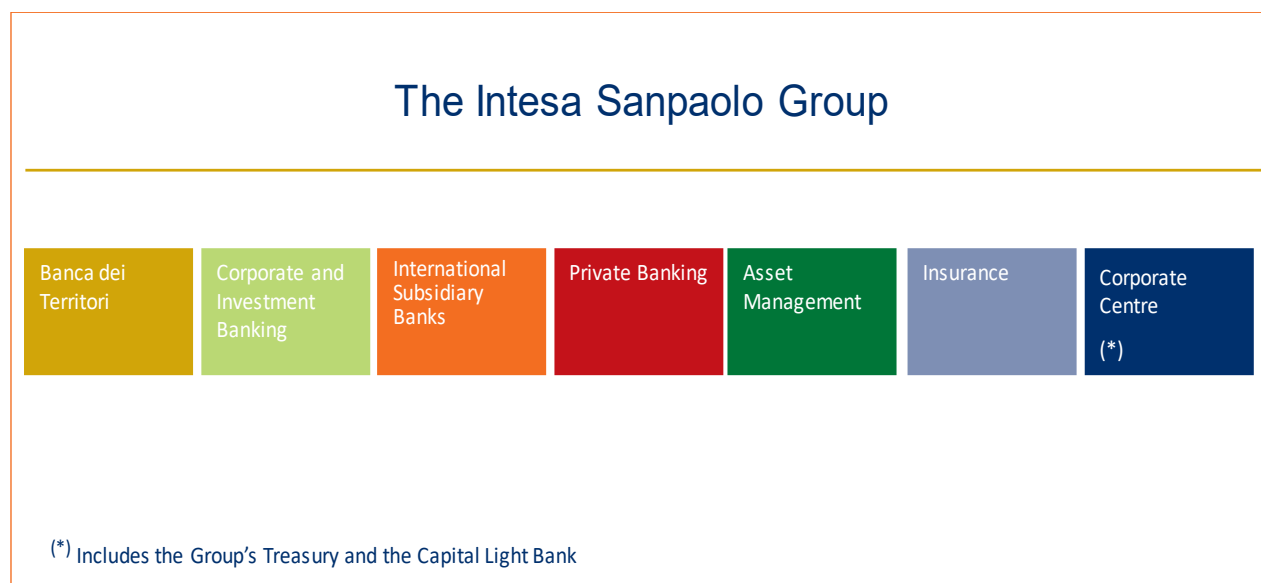 The Intesa Sanpaolo Group
Banca dei
Territori
Corporate and
Investment
Banking
International
Subsidiary
Banks
Private Banking
Asset
Management
Insurance
Corporate
Centre
(*)
(*) Includes the Group’s Treasury and the Capital Light Bank